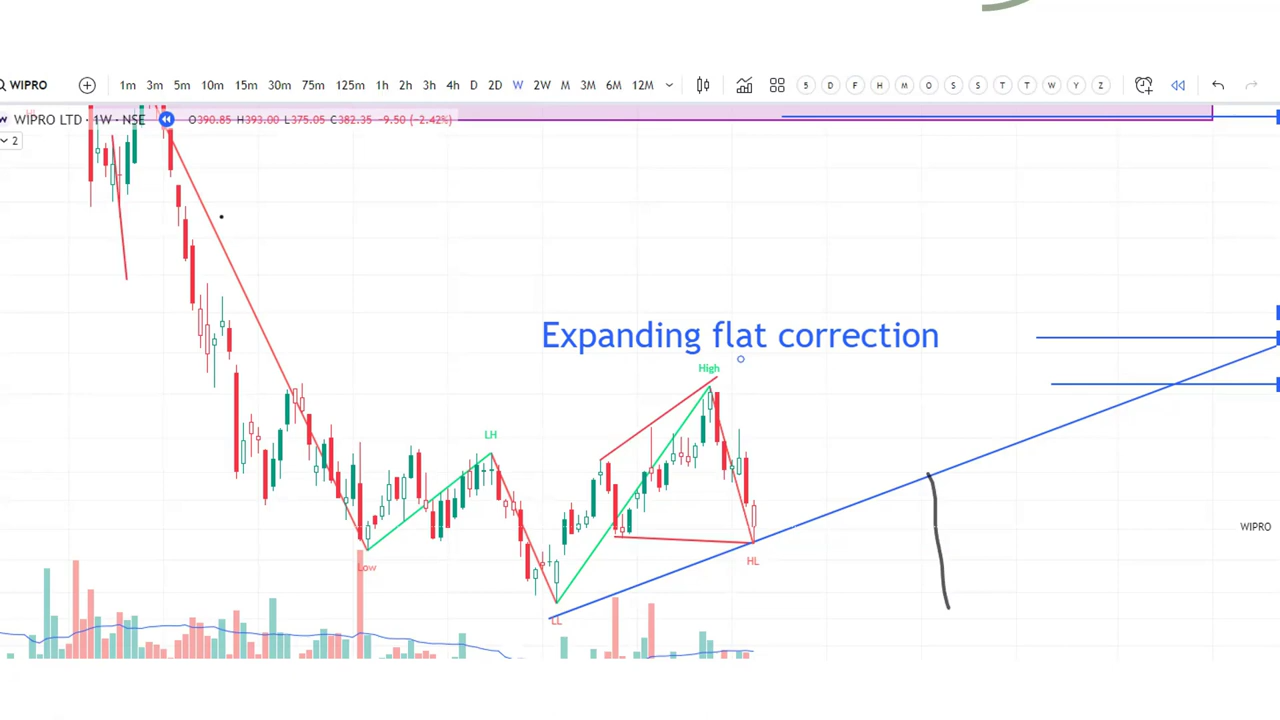 WIPRO 1m 3m 5m 10m 15m 30m 75m 125m 1h 2h 3h 4h D 2D W 2W M 3M 6M 12M 5 D F H M O S S T T W Y Z
WIPRO LTD · 1W · NSE O390.85 H393.00 L375.05 C382.35 -9.50 (-2.42%)
2
Expanding flat correction
High
LH
WIPRO
HL
Low
LL